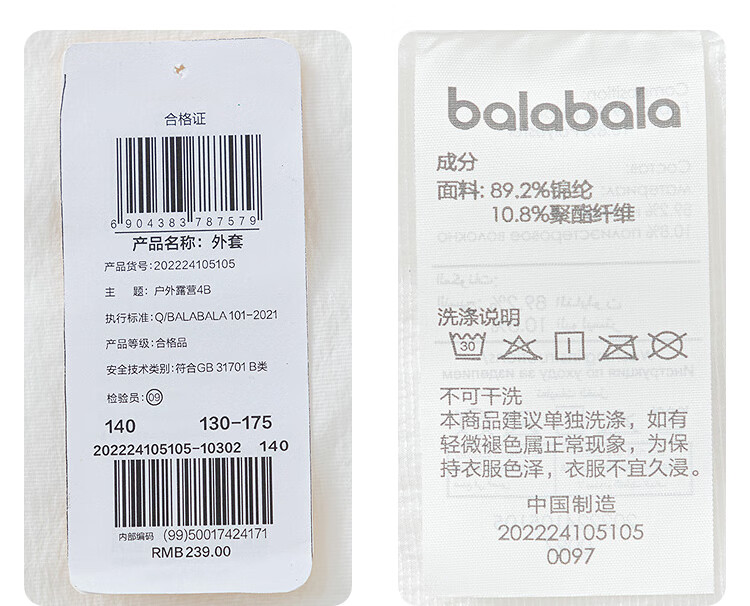 合格证
6 904383 787579
产品名称：外套
产品货号：202224105105
主 题：户外露营4B
执行标准：Q/BALABALA 101-2021
产品等级：合格品
安全技术类别：符合GB 31701 B类
检验员：09
140 130-175
202224105105-10302 140
内部编码 (99)50017424171
RMB239.00
balabala
成分
面料: 89.2%锦纶
10.8%聚酯纤维
洗涤说明
30
不可干洗
本商品建议单独洗涤，如有
轻微褪色属正常现象，为保
持衣服色泽，衣服不宜久浸。
中国制造
202224105105
0097